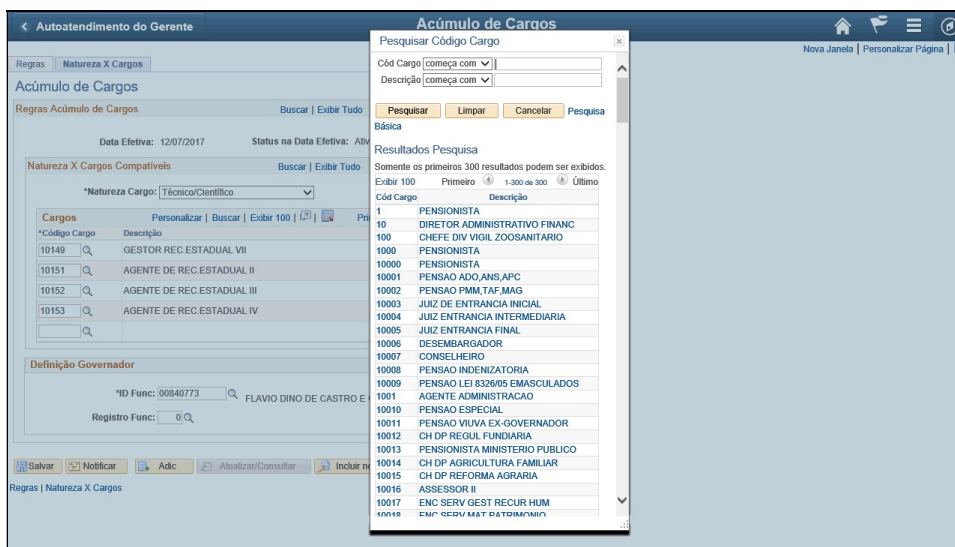 Autoatendimento do Gerente
Acúmulo de Cargos
Nova Janela | Personalizar Página |
Regras
Natureza X Cargos
Acúmulo de Cargos
Regras Acúmulo de Cargos
Buscar | Exibir Tudo
Data Efetiva: 12/07/2017
Status na Data Efetiva: Ativ
Natureza X Cargos Compatíveis
Buscar | Exibir Tudo
*Natureza Cargo: Técnico/Científico
Cargos
Personalizar | Buscar | Exibir 100 |
Pri
*Código Cargo Descrição
10149 GESTOR REC.ESTADUAL VII
10151 AGENTE DE REC.ESTADUAL II
10152 AGENTE DE REC.ESTADUAL III
10153 AGENTE DE REC.ESTADUAL IV
Definição Governador
*ID Func: 00840773 FLAVIO DINO DE CASTRO E
Registro Func: 0
Salvar Notificar Adic Atualizar/Consultar Incluir
Regras | Natureza X Cargos
Pesquisar Código Cargo
Cód Cargo começa com
Descrição começa com
Pesquisar Limpar Cancelar Pesquisa
Básica
Resultados Pesquisa
Somente os primeiros 300 resultados podem ser exibidos.
Exibir 100 Primeiro 1-300 de 300 Último
Cód Cargo Descrição
1 PENSIONISTA
10 DIRETOR ADMINISTRATIVO FINANC
100 CHEFE DIV VIGIL ZOOSANITARIO
1000 PENSIONISTA
10000 PENSIONISTA
10001 PENSAO ADO,ANS,APC
10002 PENSAO PMM,TAF,MAG
10003 JUIZ DE ENTRANCIA INICIAL
10004 JUIZ ENTRANCIA INTERMEDIARIA
10005 JUIZ ENTRANCIA FINAL
10006 DESEMBARGADOR
10007 CONSELHEIRO
10008 PENSAO INDENIZATORIA
10009 PENSAO LEI 8326/05 EMASCULADOS
1001 AGENTE ADMINISTRACAO
10010 PENSAO ESPECIAL
10011 PENSAO VIUVA EX-GOVERNADOR
10012 CH DP REGUL FUNDIARIA
10013 PENSIONISTA MINISTERIO PUBLICO
10014 CH DP AGRICULTURA FAMILIAR
10015 CH DP REFORMA AGRARIA
10016 ASSESSOR II
10017 ENC SERV GEST RECUR HUM
10018 ENC SERV MAT PATRIMONIO